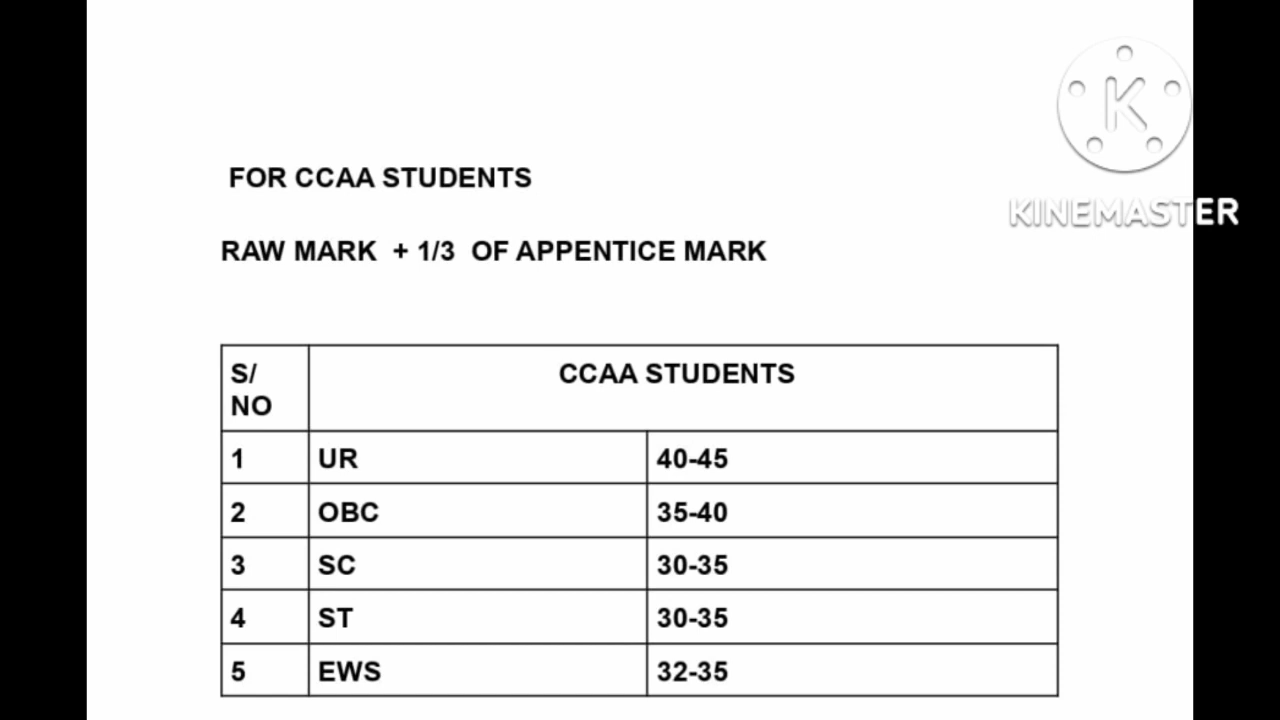 K
KINEMASTER
FOR CCAA STUDENTS
RAW MARK + 1/3 OF APPENTICE MARK
S/ CCAA STUDENTS
NO
1 UR 40-45
2 OBC 35-40
3 SC 30-35
4 ST 30-35
5 EWS 32-35